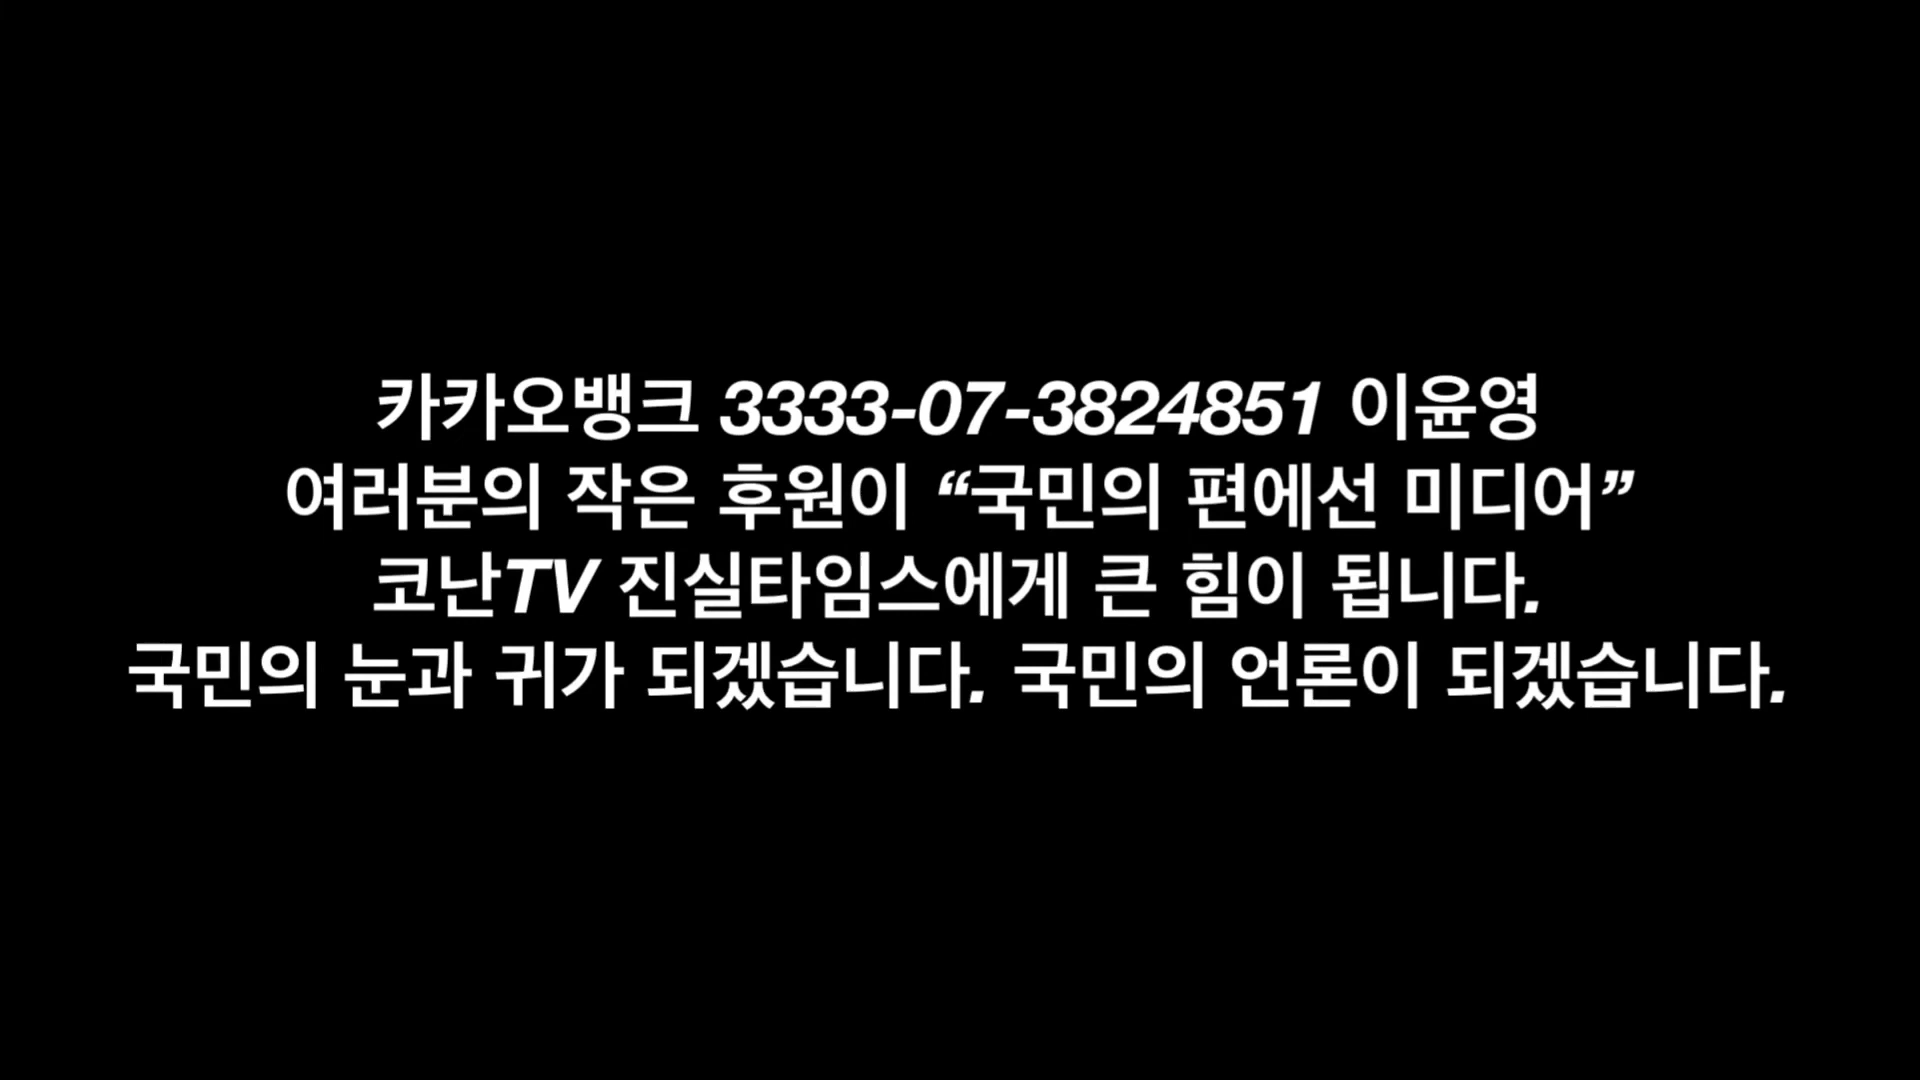 카카오뱅크 3333-07-3824851 이윤영
여러분의 작은 후원이 “국민의 편에선 미디어”
코난TV 진실타임스에게 큰 힘이 됩니다.
국민의 눈과 귀가 되겠습니다. 국민의 언론이 되겠습니다.